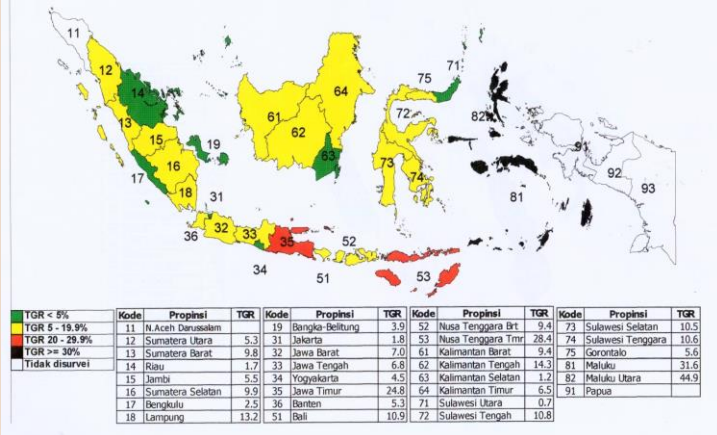 11
12
14
13
15
16
17
18
19
31
36
32
33
34
35
51
52
53
61
62
63
64
71
75
72
73
74
82
81
91
92
93
TGR < 5%
TGR 5 - 19.9%
TGR 20 - 29.9%
TGR >= 30%
Tidak disurvei
Kode Propinsi TGR
11 N.Aceh Darussalam
12 Sumatera Utara 5.3
13 Sumatera Barat 9.8
14 Riau 1.7
15 Jambi 5.5
16 Sumatera Selatan 9.9
17 Bengkulu 2.5
18 Lampung 13.2
Kode Propinsi TGR
19 Bangka-Belitung 3.9
31 Jakarta 1.8
32 Jawa Barat 7.0
33 Jawa Tengah 6.8
34 Yogyakarta 4.5
35 Jawa Timur 24.8
36 Banten 5.3
51 Bali 10.9
Kode Propinsi TGR
52 Nusa Tenggara Brt 9.4
53 Nusa Tenggara Tmr 28.4
61 Kalimantan Barat 9.4
62 Kalimantan Tengah 14.3
63 Kalimantan Selatan 1.2
64 Kalimantan Timur 6.5
71 Sulawesi Utara 0.7
72 Sulawesi Tengah 10.8
Kode Propinsi TGR
73 Sulawesi Selatan 10.5
74 Sulawesi Tenggara 10.6
75 Gorontalo 5.6
81 Maluku 31.6
82 Maluku Utara 44.9
91 Papua